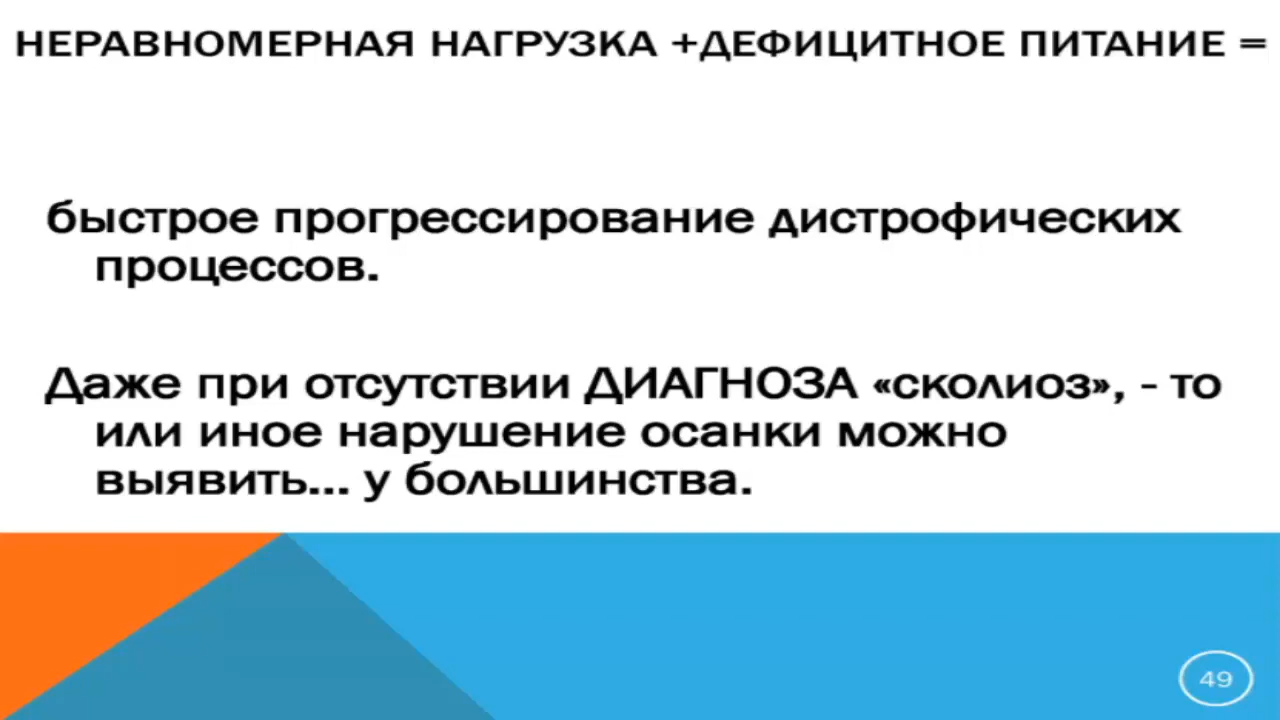 НЕРАВНОМЕРНАЯ НАГРУЗКА +ДЕФИЦИТНОЕ ПИТАНИЕ =
быстрое прогрессирование дистрофических
процессов.
Даже при отсутствии ДИАГНОЗА «сколиоз», - то
или иное нарушение осанки можно
выявить... у большинства.
49